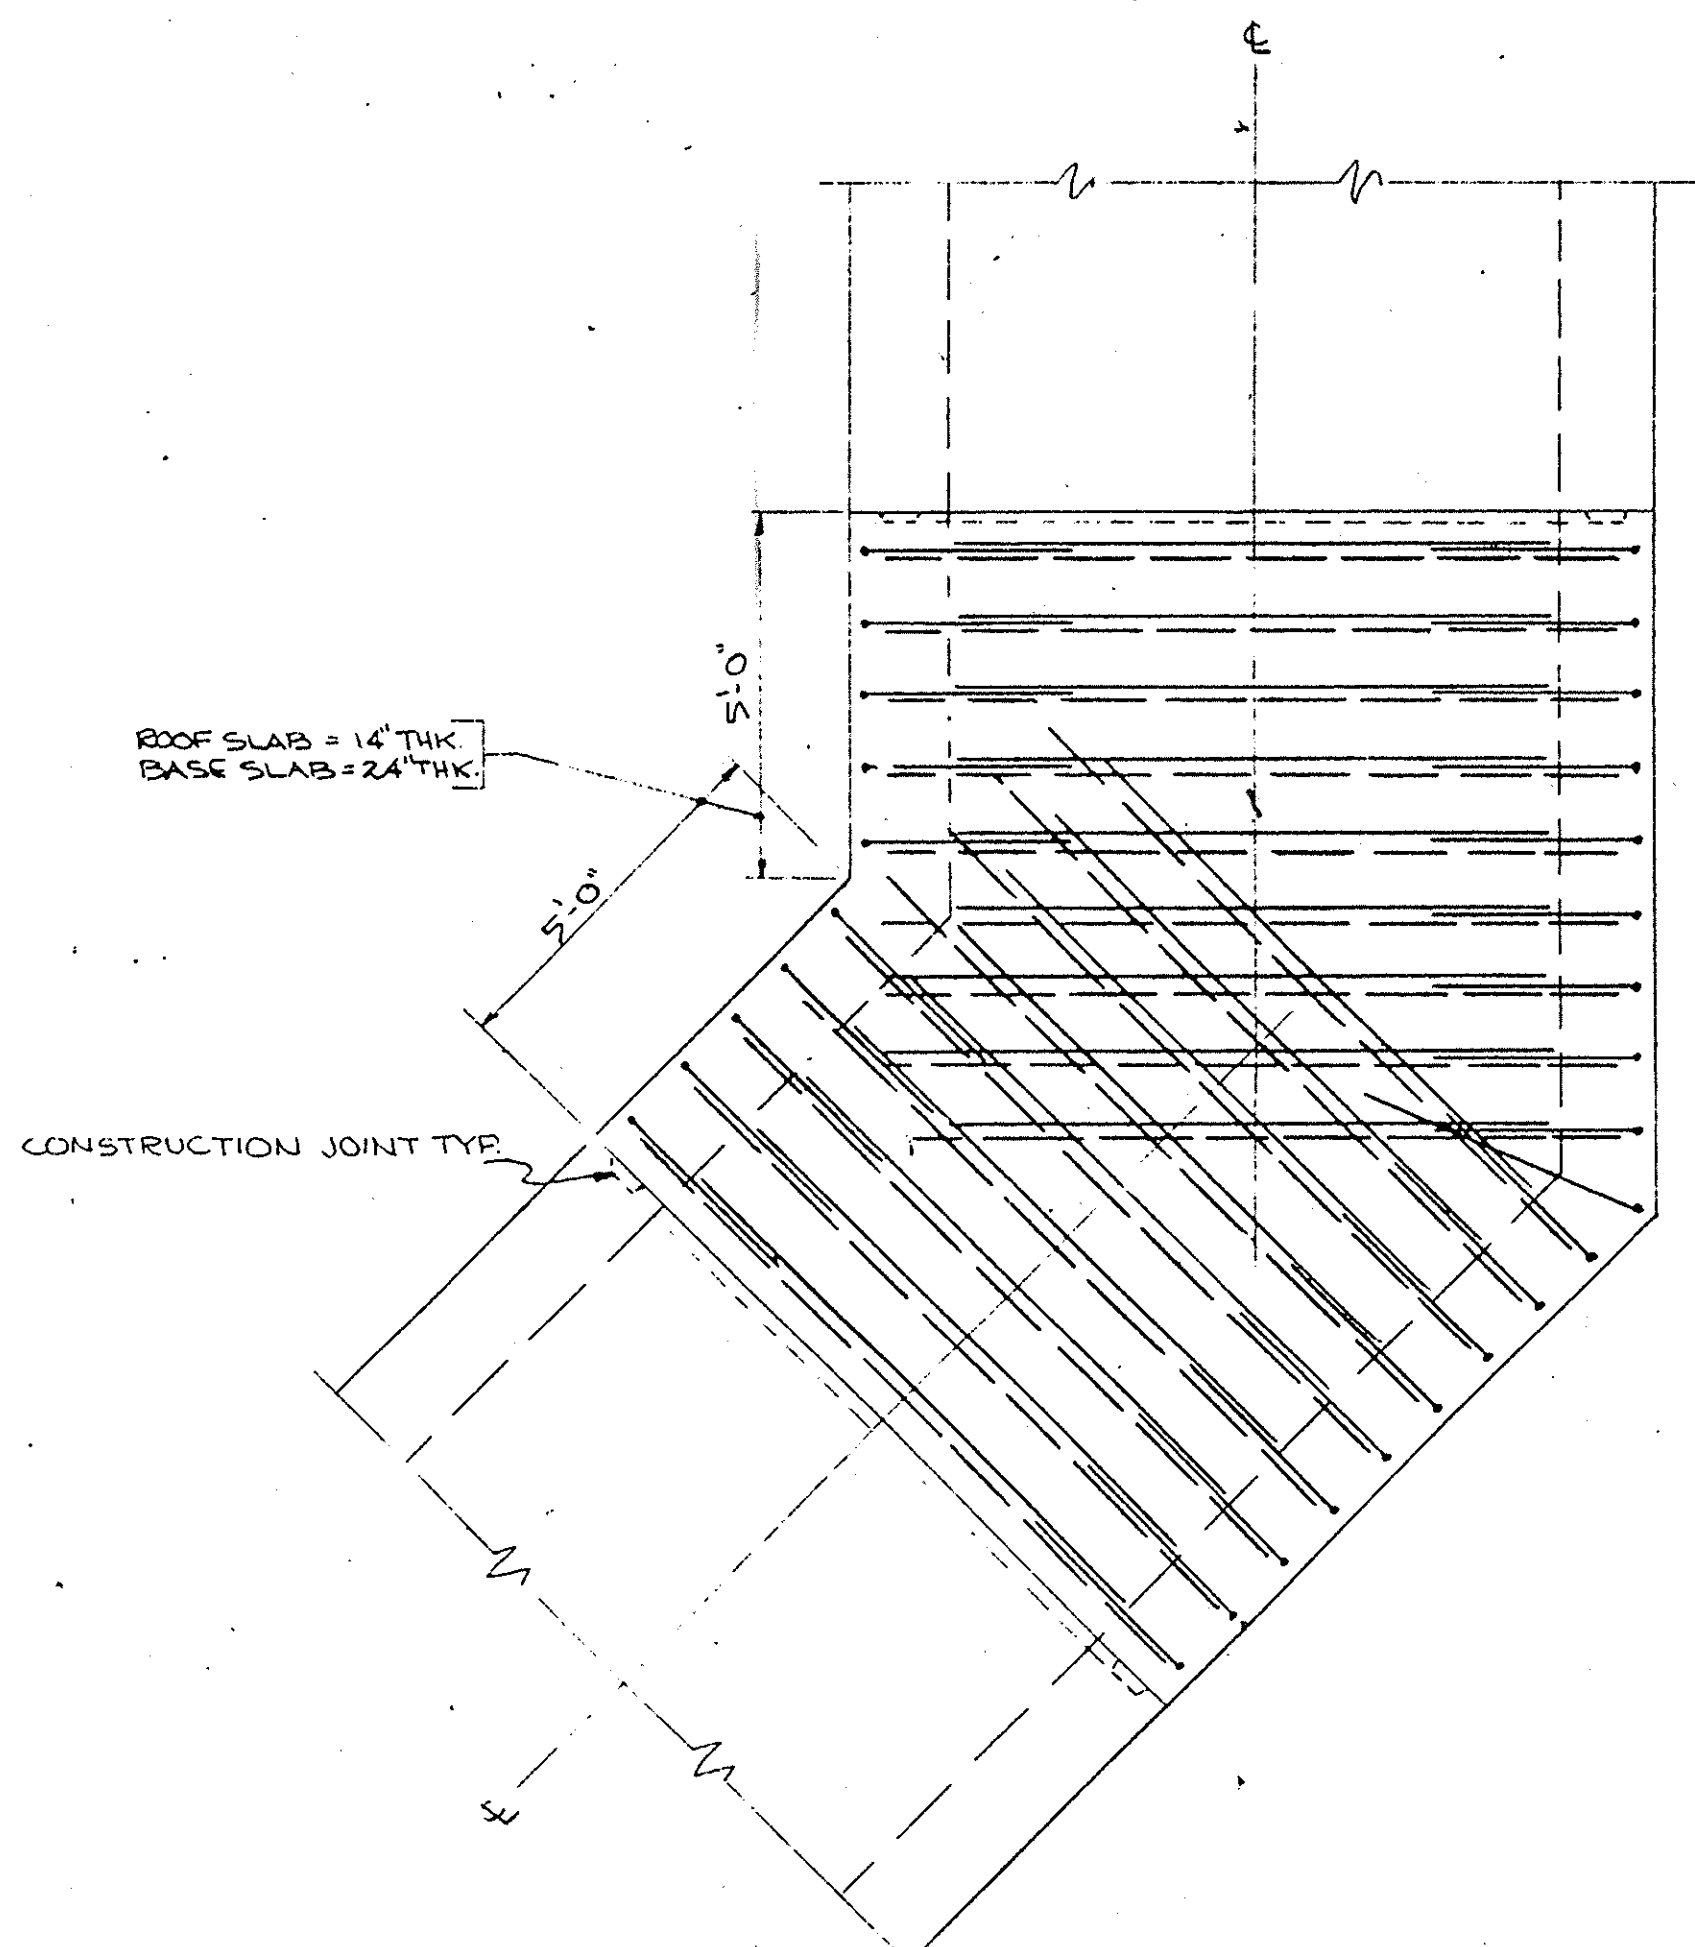 ℄
5'-0"
ROOF SLAB = 14" THK.
BASE SLAB = 24" THK.
5'-0"
CONSTRUCTION JOINT TYP.
℄